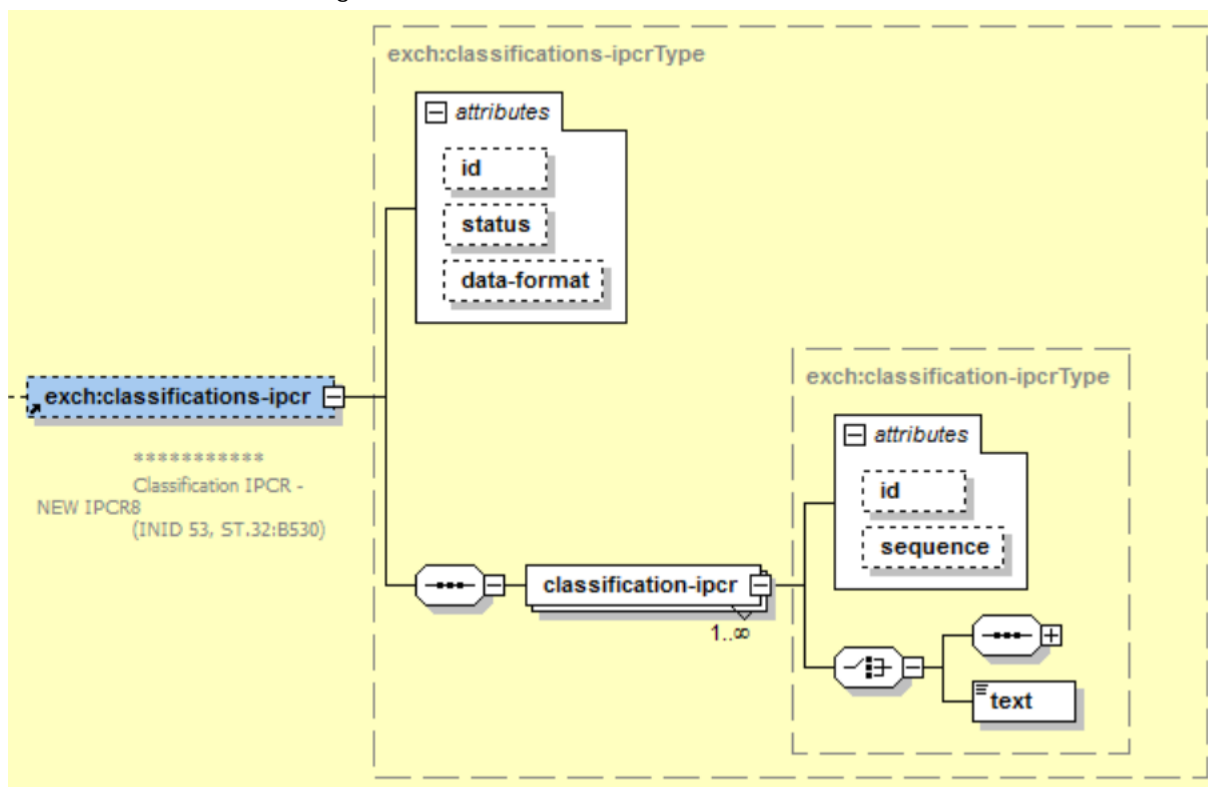 exch:classifications-ipcrType
attributes
id
status
data-format
exch:classifications-ipcr
***********
Classification IPCR -
NEW IPCR8
(INID 53, ST.32:B530)
classification-ipcr
1..∞
exch:classification-ipcrType
attributes
id
sequence
text